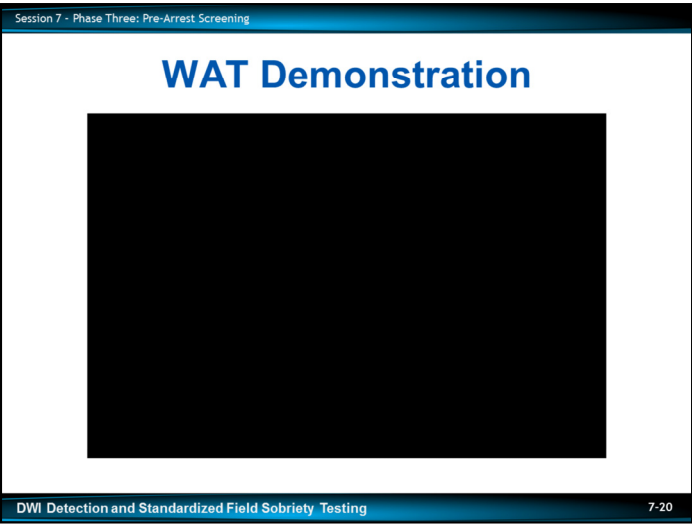 Session 7 - Phase Three: Pre-Arrest Screening
WAT Demonstration
DWI Detection and Standardized Field Sobriety Testing
7-20